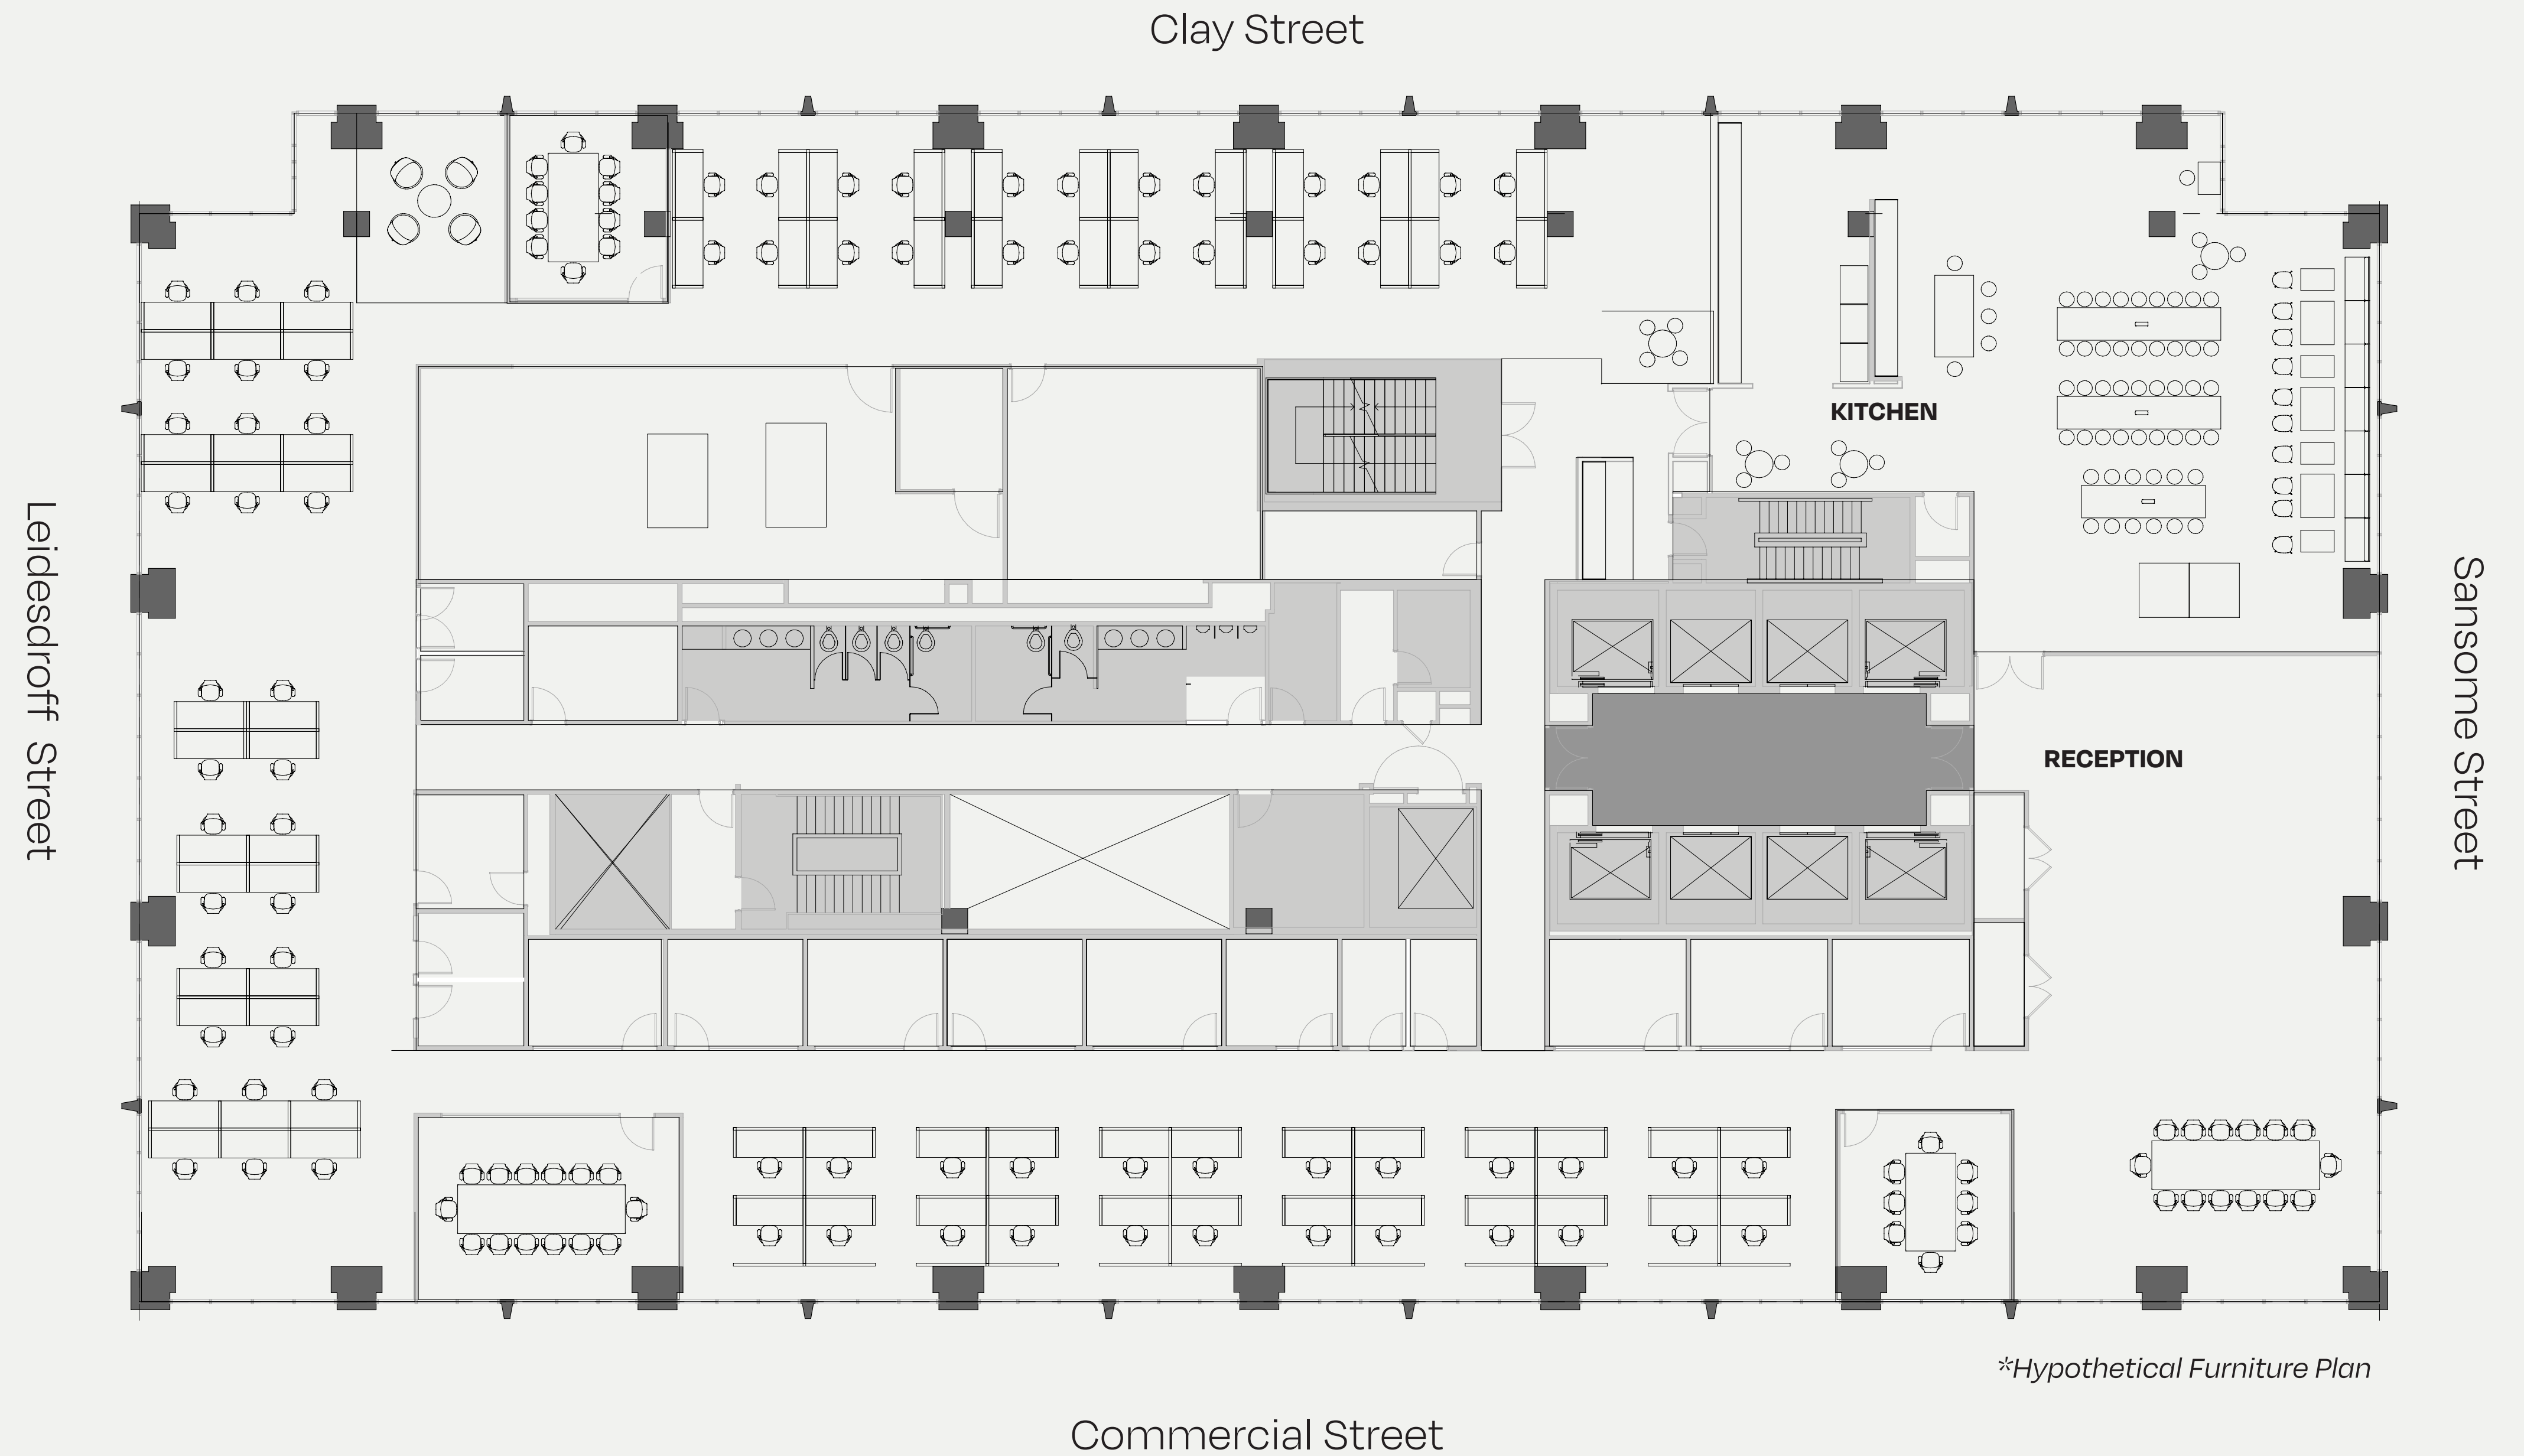 Clay Street
Leidesdroff Street
KITCHEN
Sansome Street
RECEPTION
*Hypothetical Furniture Plan
Commercial Street